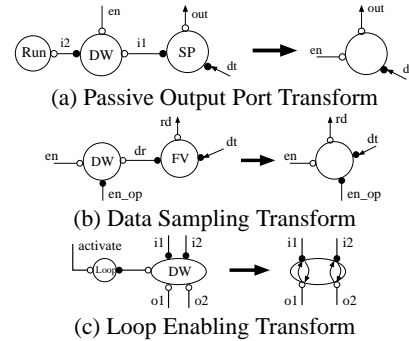 en out out
Run i2 DW i1 SP en
dt d
(a) Passive Output Port Transform
rd rd
en DW dr FV dt en dt
en_op en_op
(b) Data Sampling Transform
activate i1 i2 i1 i2
Loop DW
o1 o2 o1 o2
(c) Loop Enabling Transform